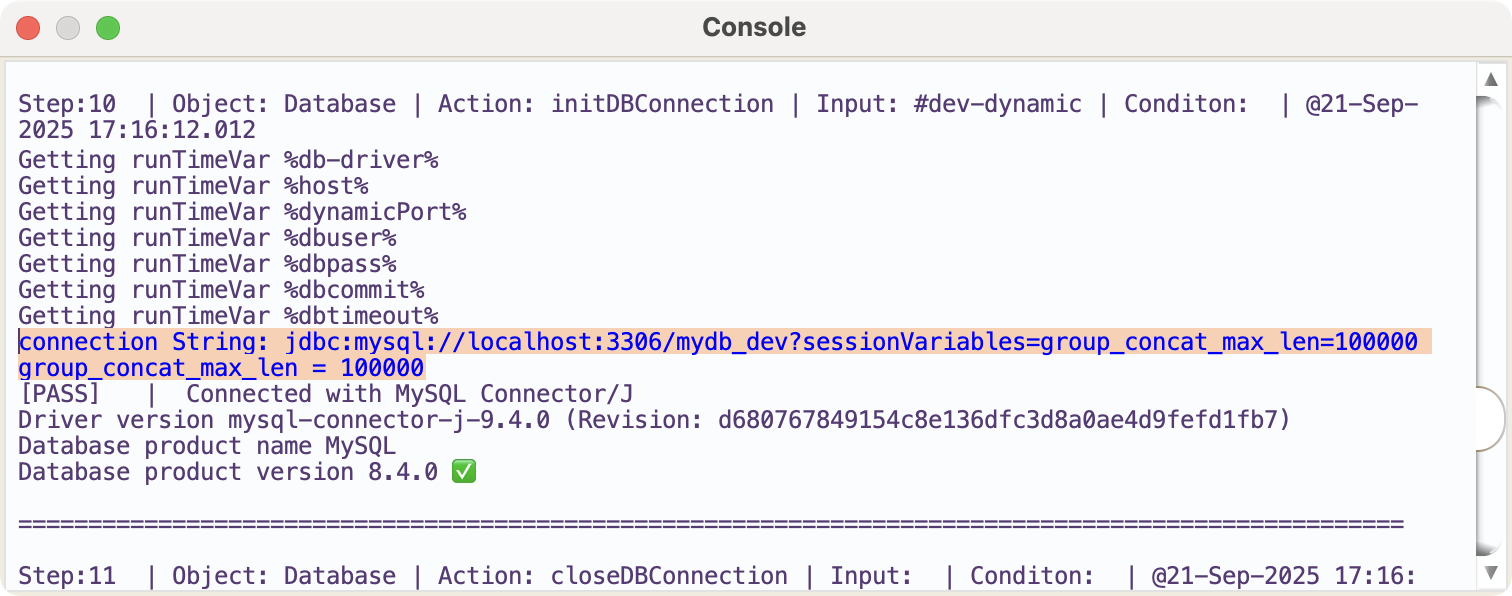 Console
Step:10  | Object: Database | Action: initDBConnection | Input: #dev-dynamic | Conditon:  | @21-Sep-
2025 17:16:12.012
Getting runTimeVar %db-driver%
Getting runTimeVar %host%
Getting runTimeVar %dynamicPort%
Getting runTimeVar %dbuser%
Getting runTimeVar %dbpass%
Getting runTimeVar %dbcommit%
Getting runTimeVar %dbtimeout%
connection String: jdbc:mysql://localhost:3306/mydb_dev?sessionVariables=group_concat_max_len=100000
group_concat_max_len = 100000
[PASS]   |  Connected with MySQL Connector/J
Driver version mysql-connector-j-9.4.0 (Revision: d680767849154c8e136dfc3d8a0ae4d9fefd1fb7)
Database product name MySQL
Database product version 8.4.0 ✅
===================================================================================================
Step:11  | Object: Database | Action: closeDBConnection | Input:  | Conditon:  | @21-Sep-2025 17:16: